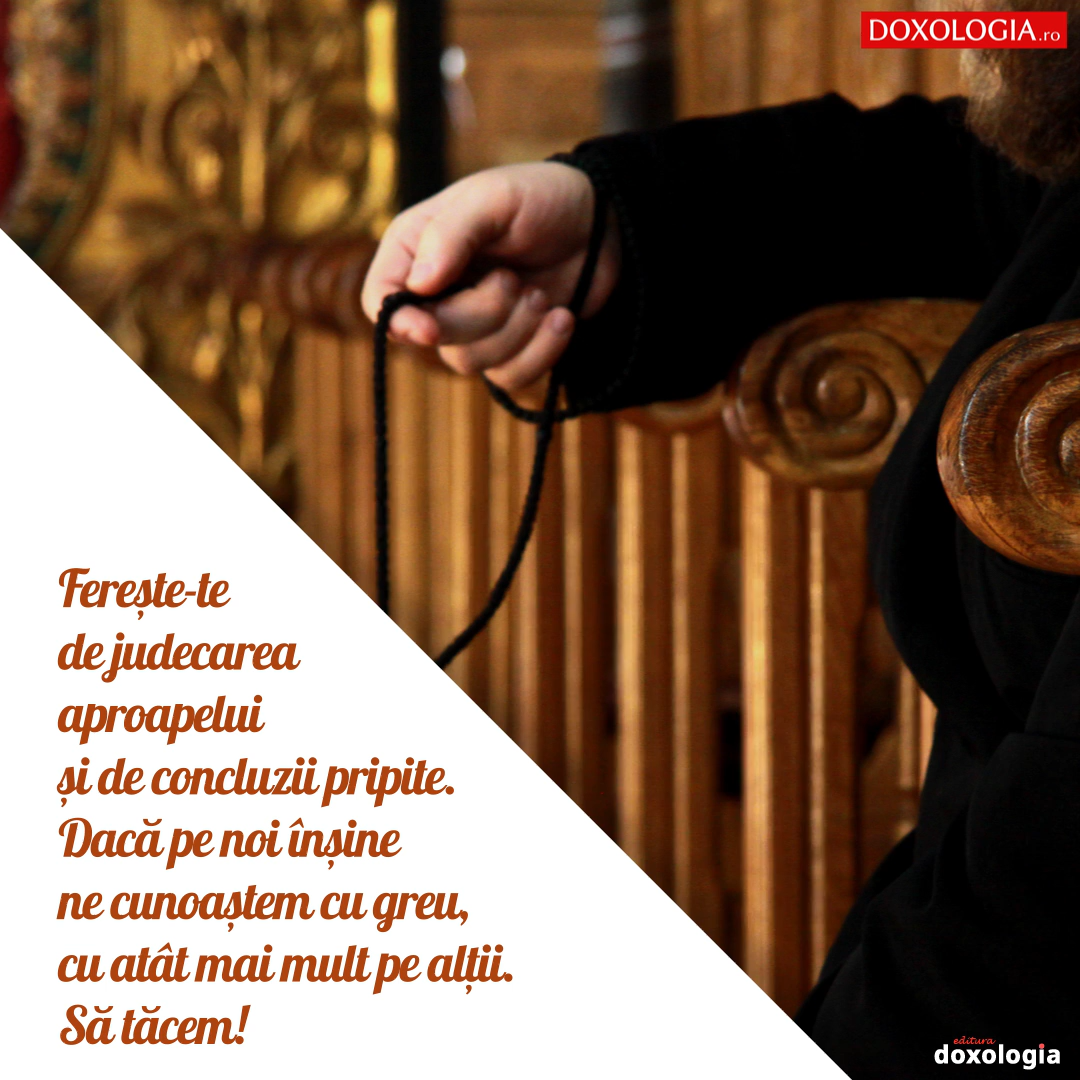 DOXOLOGIA.ro
Ferește-te
de judecarea
aproapelui
și de concluzii pripite.
Dacă pe noi înșine
ne cunoaștem cu greu,
cu atât mai mult pe alții.
Să tăcem!
editura
doxologia